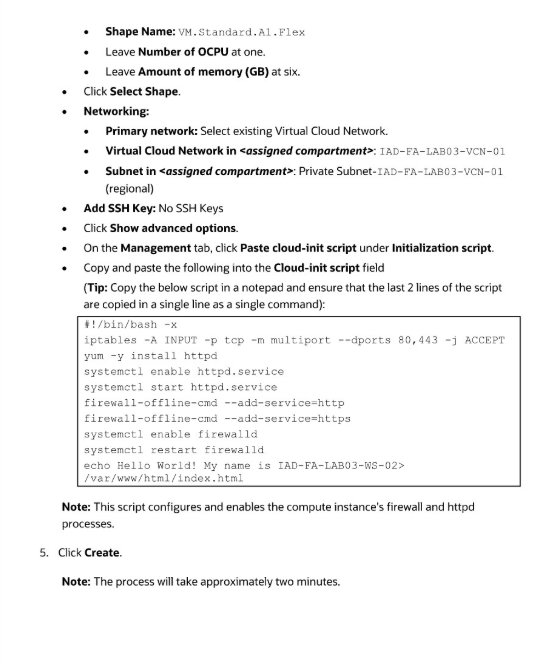 • Shape Name: VM.Standard.A1.Flex
• Leave Number of OCPU at one.
• Leave Amount of memory (GB) at six.
• Click Select Shape.
• Networking:
• Primary network: Select existing Virtual Cloud Network.
• Virtual Cloud Network in <assigned compartment>: IAD-FA-LAB03-VCN-01
• Subnet in <assigned compartment>: Private Subnet-IAD-FA-LAB03-VCN-01
(regional)
• Add SSH Key: No SSH Keys
• Click Show advanced options.
• On the Management tab, click Paste cloud-init script under Initialization script.
• Copy and paste the following into the Cloud-init script field
(Tip: Copy the below script in a notepad and ensure that the last 2 lines of the script
are copied in a single line as a single command):
#!/bin/bash -x
iptables -A INPUT -p tcp -m multiport --dports 80,443 -j ACCEPT
yum -y install httpd
systemctl enable httpd.service
systemctl start httpd.service
firewall-offline-cmd --add-service=http
firewall-offline-cmd --add-service=https
systemctl enable firewalld
systemctl restart firewalld
echo Hello World! My name is IAD-FA-LAB03-WS-02>
/var/www/html/index.html
Note: This script configures and enables the compute instance's firewall and httpd
processes.
5. Click Create.
Note: The process will take approximately two minutes.